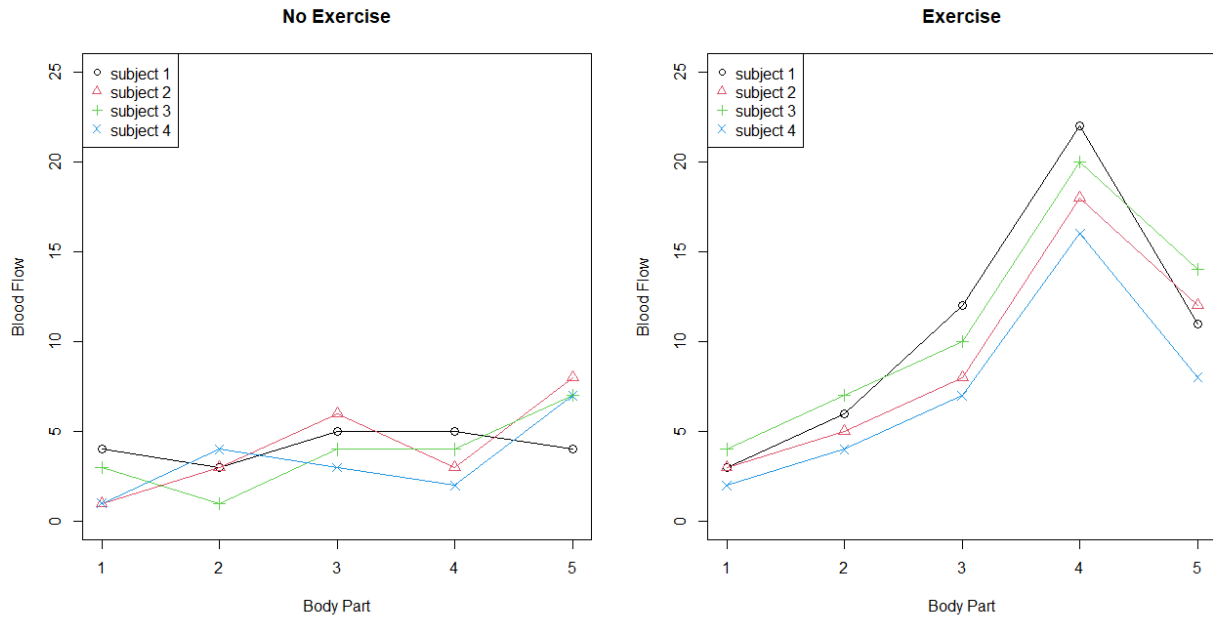 No Exercise
subject 1
subject 2
subject 3
subject 4
25
20
15
10
5
0
Blood Flow
1 2 3 4 5
Body Part
Exercise
subject 1
subject 2
subject 3
subject 4
25
20
15
10
5
0
Blood Flow
1 2 3 4 5
Body Part